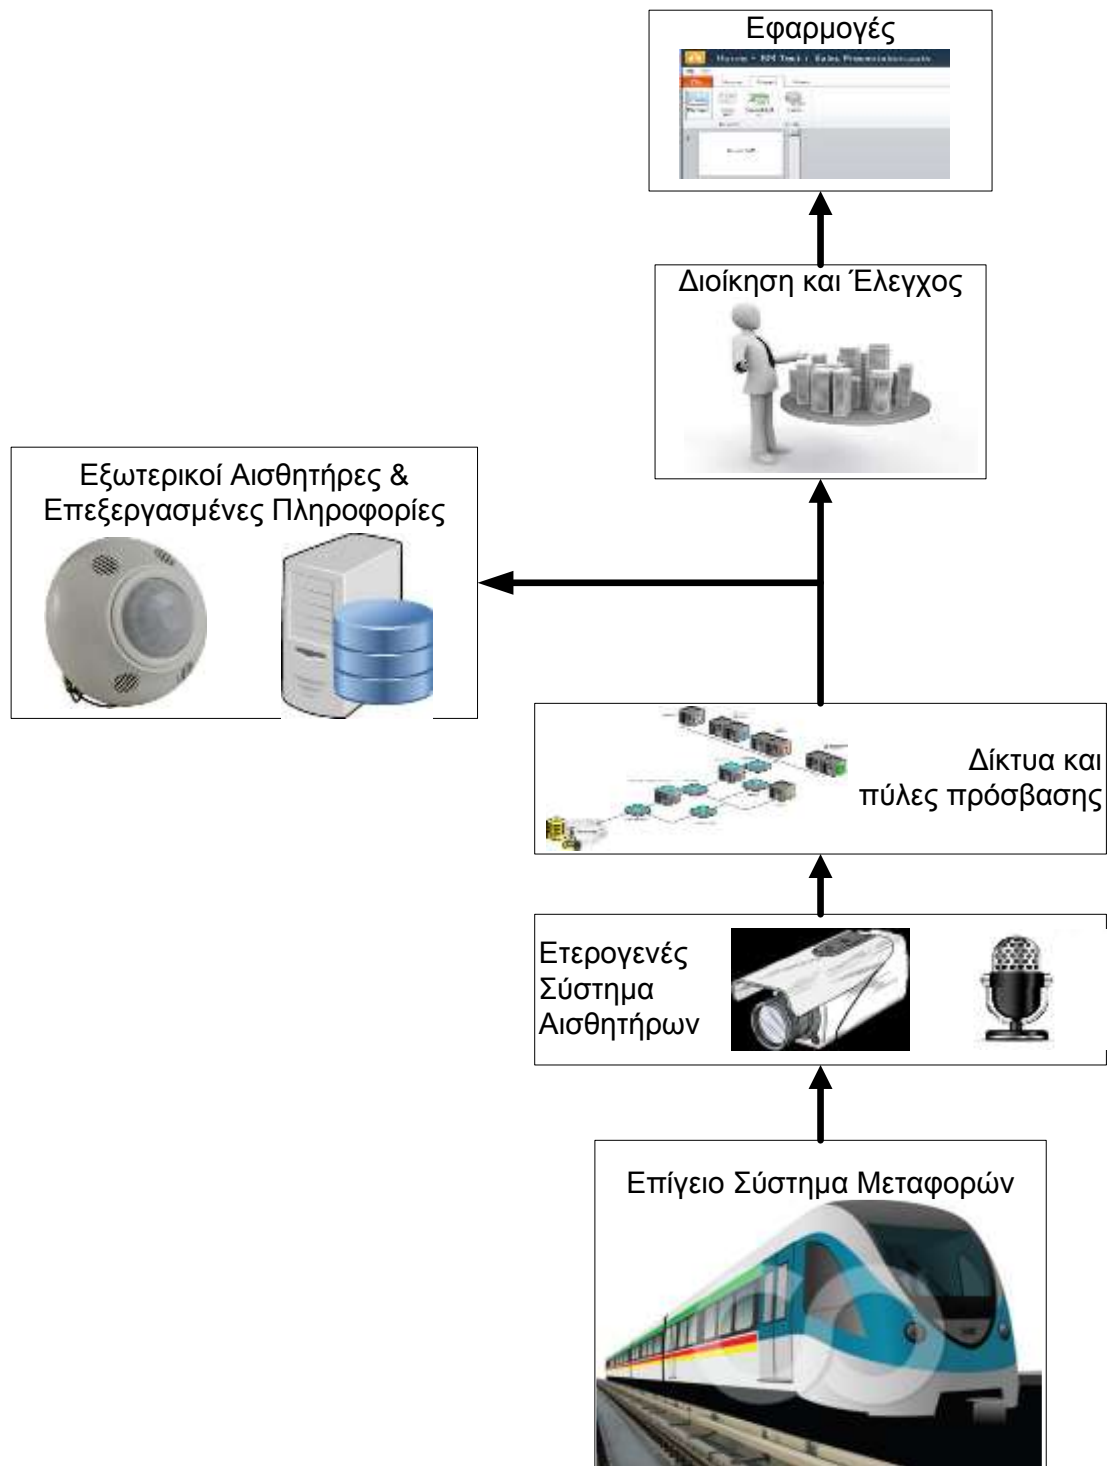 Εφαρμογές
Διοίκηση και Έλεγχος
Εξωτερικοί Αισθητήρες &
Επεξεργασμένες Πληροφορίες
Δίκτυα και
πύλες πρόσβασης
Ετερογενές
Σύστημα
Αισθητήρων
Επίγειο Σύστημα Μεταφορών